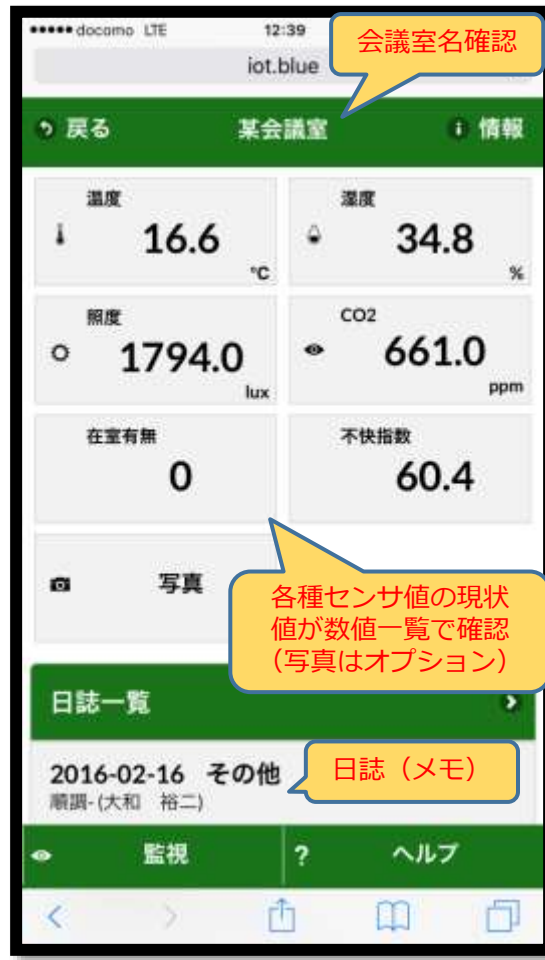 docomo LTE 12:39
会議室名確認
iot.blue
戻る 某会議室 i 情報
温度
16.6
°C
湿度
34.8
%
照度
1794.0
lux
CO2
661.0
ppm
在室有無
0
不快指数
60.4
写真
各種センサ値の現状
値が数値一覧で確認
(写真はオプション)
日誌一覧
2016-02-16 その他
順調-(大和 裕二)
日誌(メモ)
監視 ? ヘルプ